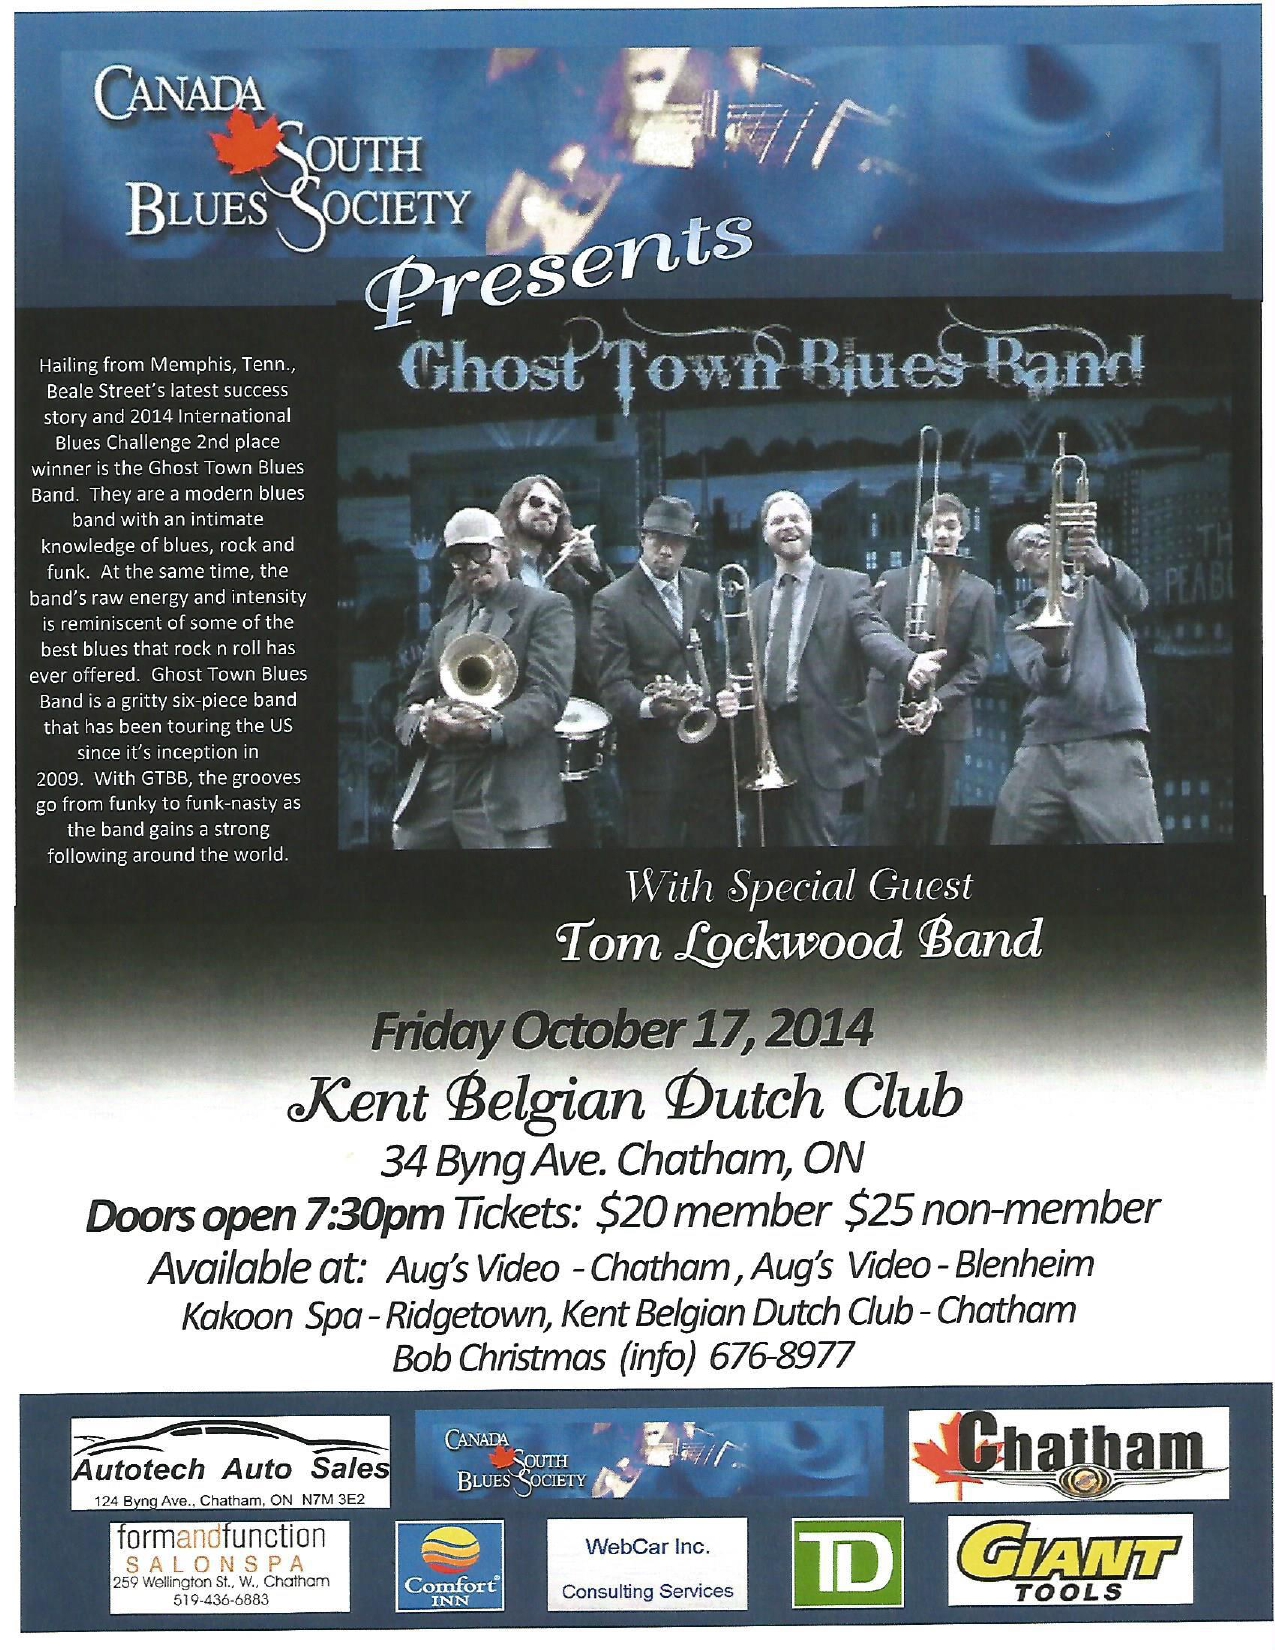 CANADA
SOUTH
BLUES SOCIETY
Presents
Ghost Town Blues Band
Hailing from Memphis, Tenn.,
Beale Street's latest success
story and 2014 International
Blues Challenge 2nd place
winner is the Ghost Town Blues
Band. They are a modern blues
band with an intimate
knowledge of blues, rock and
funk. At the same time, the
band's raw energy and intensity
is reminiscent of some of the
best blues that rock n roll has
ever offered. Ghost Town Blues
Band is a gritty six-piece band
that has been touring the US
since it's inception in
2009. With GTBB, the grooves
go from funky to funk-nasty as
the band gains a strong
following around the world.
With Special Guest
Tom Lockwood Band
Friday October 17, 2014
Kent Belgian Dutch Club
34 Byng Ave. Chatham, ON
Doors open 7:30pm Tickets: $20 member $25 non-member
Available at: Aug's Video - Chatham, Aug's Video - Blenheim
Kakoon Spa - Ridgetown, Kent Belgian Dutch Club - Chatham
Bob Christmas (info) 676-8977
Autotech Auto Sales
124 Byng Ave., Chatham, ON N7M 3E2
CANADA
SOUTH
BLUES SOCIETY
Chatham
formandfunction
SALONSPA
259 Wellington St., W., Chatham
519-436-6883
Comfort
INN
WebCar Inc.
Consulting Services
TD
GIANT
TOOLS